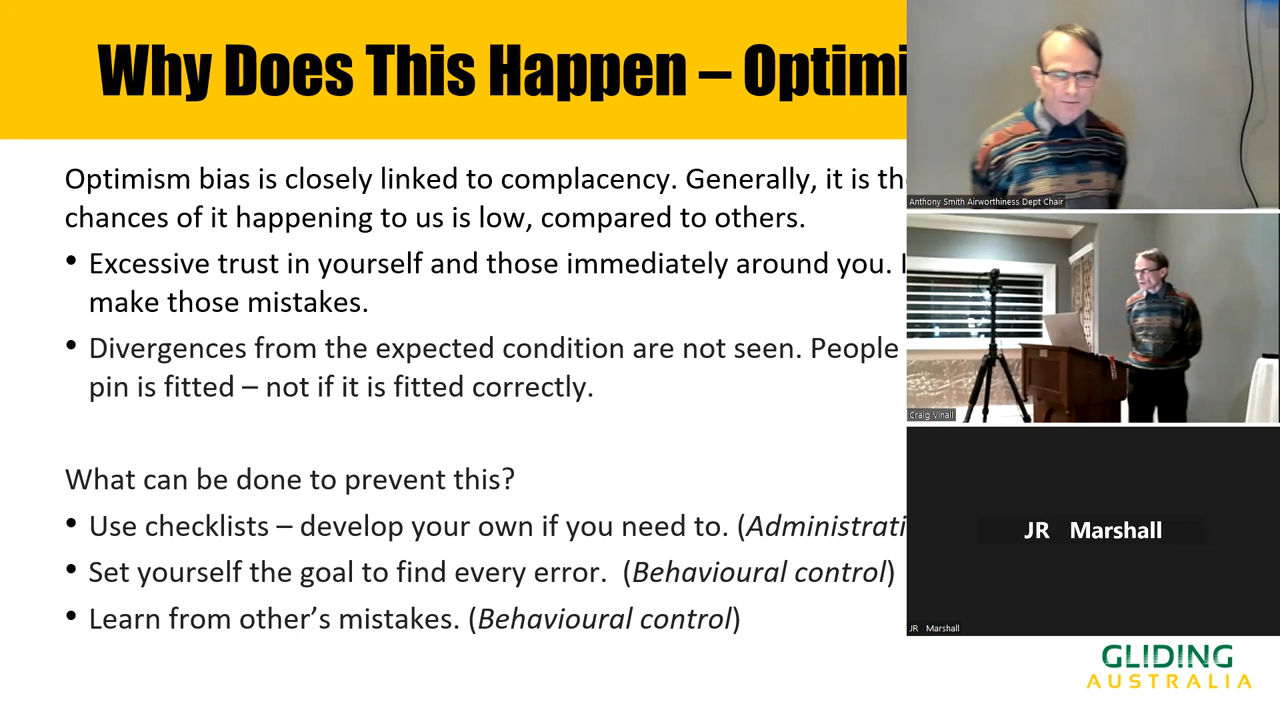 Why Does This Happen – Optimi
Optimism bias is closely linked to complacency. Generally, it is th
chances of it happening to us is low, compared to others.
• Excessive trust in yourself and those immediately around you. I
make those mistakes.
• Divergences from the expected condition are not seen. People
pin is fitted – not if it is fitted correctly.
What can be done to prevent this?
• Use checklists – develop your own if you need to. (Administrati
• Set yourself the goal to find every error.  (Behavioural control)
• Learn from other’s mistakes. (Behavioural control)
Anthony Smith Airworthiness Dept Chair
Craig Vinall
JR Marshall
JR Marshall
GLIDING
AUSTRALIA